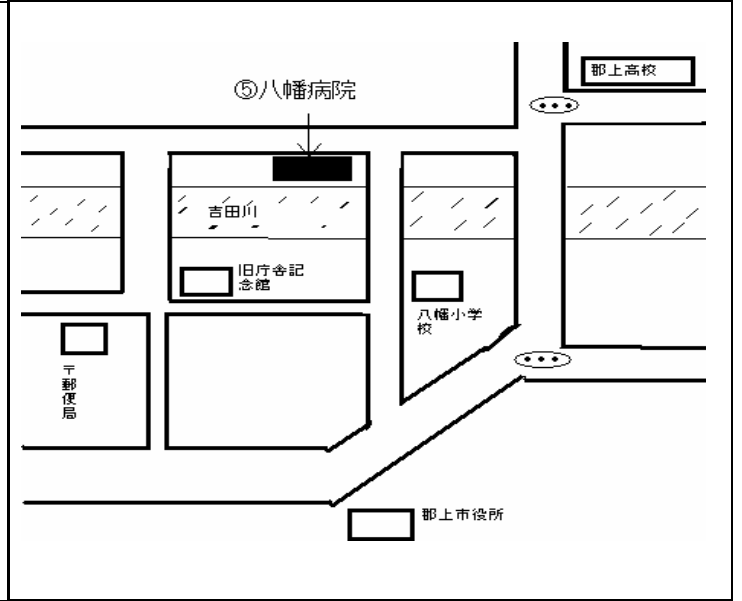 郡上高校
⑤八幡病院
吉田川
旧庁舎記
念館
八幡小学
校
〒郵便局
郡上市役所